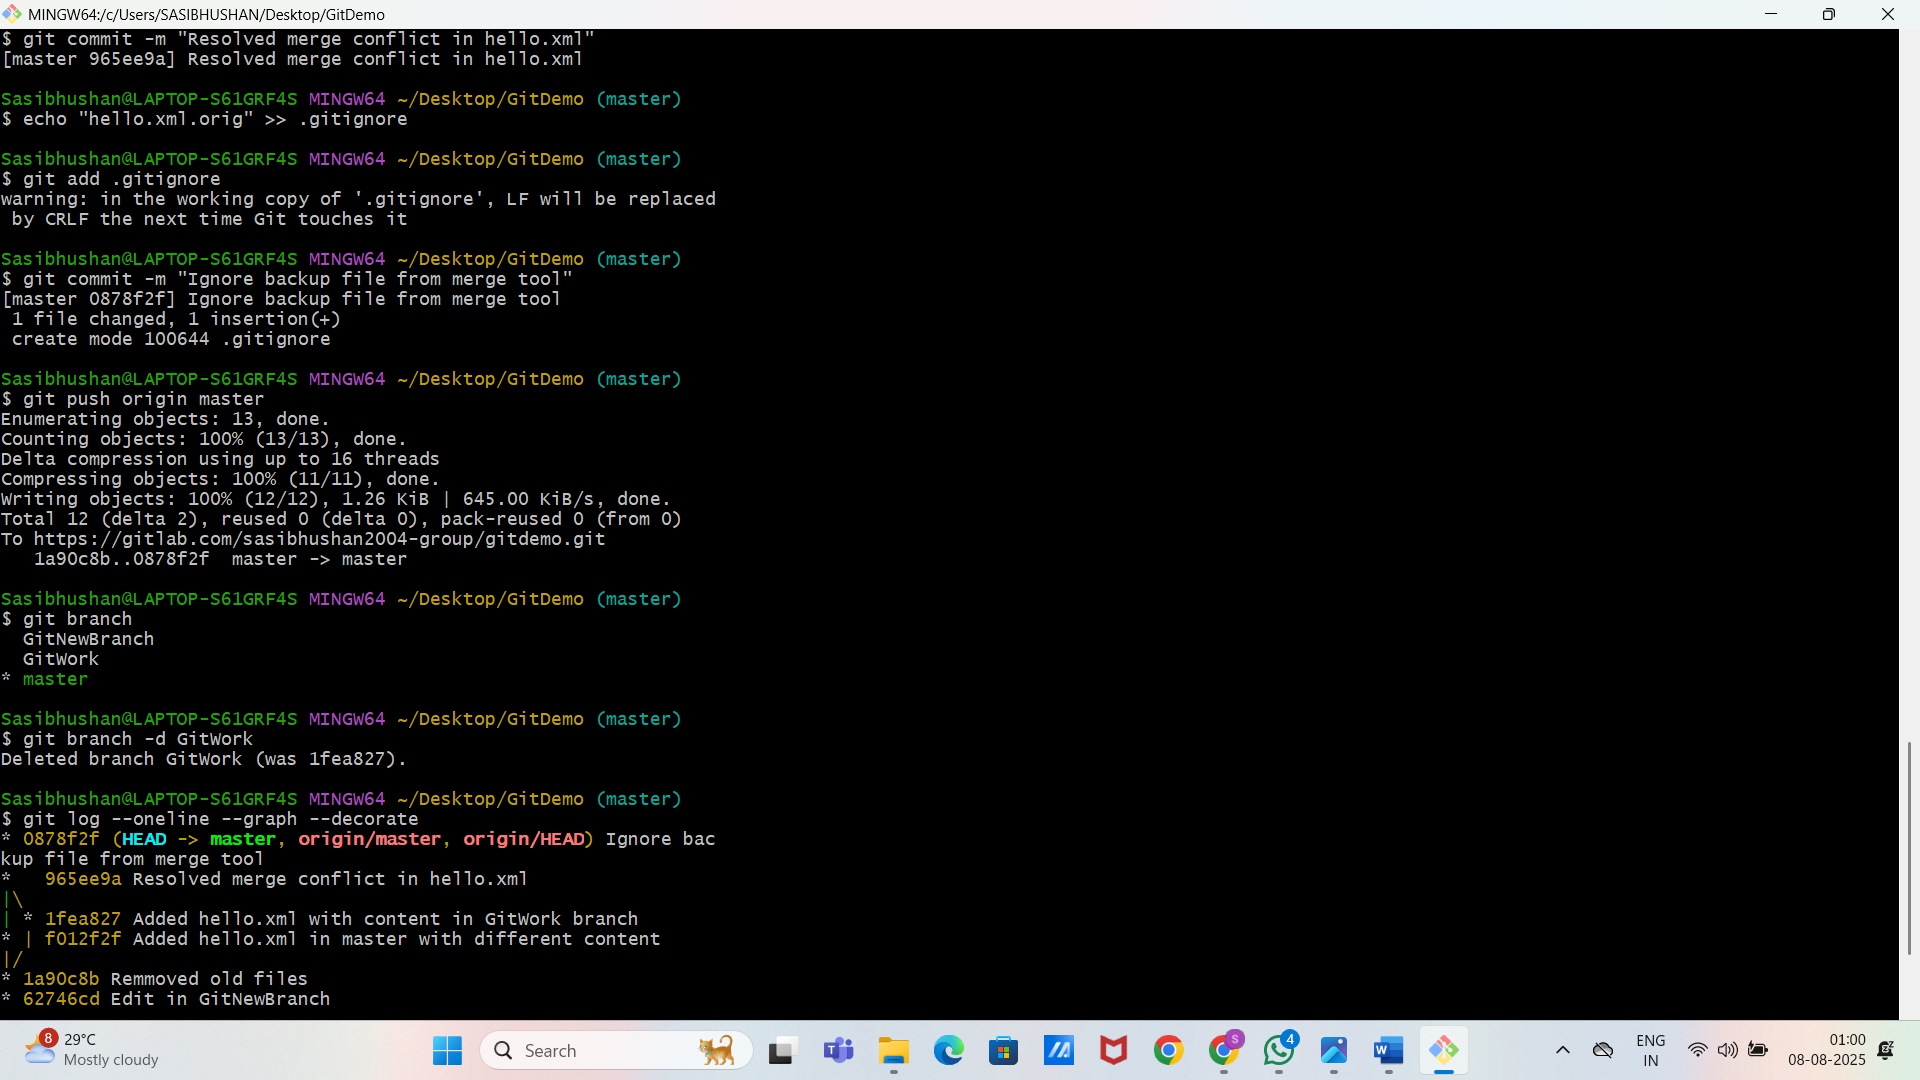 MINGW64:/c/Users/SASIBHUSHAN/Desktop/GitDemo
$ git commit -m "Resolved merge conflict in hello.xml"
[master 965ee9a] Resolved merge conflict in hello.xml
Sasibhushan@LAPTOP-S61GRF4S MINGW64 ~/Desktop/GitDemo (master)
$ echo "hello.xml.orig" >> .gitignore
Sasibhushan@LAPTOP-S61GRF4S MINGW64 ~/Desktop/GitDemo (master)
$ git add .gitignore
warning: in the working copy of '.gitignore', LF will be replaced
 by CRLF the next time Git touches it
Sasibhushan@LAPTOP-S61GRF4S MINGW64 ~/Desktop/GitDemo (master)
$ git commit -m "Ignore backup file from merge tool"
[master 0878f2f] Ignore backup file from merge tool
 1 file changed, 1 insertion(+)
 create mode 100644 .gitignore
Sasibhushan@LAPTOP-S61GRF4S MINGW64 ~/Desktop/GitDemo (master)
$ git push origin master
Enumerating objects: 13, done.
Counting objects: 100% (13/13), done.
Delta compression using up to 16 threads
Compressing objects: 100% (11/11), done.
Writing objects: 100% (12/12), 1.26 KiB | 645.00 KiB/s, done.
Total 12 (delta 2), reused 0 (delta 0), pack-reused 0 (from 0)
To https://gitlab.com/sasibhushan2004-group/gitdemo.git
   1a90c8b..0878f2f  master -> master
Sasibhushan@LAPTOP-S61GRF4S MINGW64 ~/Desktop/GitDemo (master)
$ git branch
  GitNewBranch
  GitWork
* master
Sasibhushan@LAPTOP-S61GRF4S MINGW64 ~/Desktop/GitDemo (master)
$ git branch -d GitWork
Deleted branch GitWork (was 1fea827).
Sasibhushan@LAPTOP-S61GRF4S MINGW64 ~/Desktop/GitDemo (master)
$ git log --oneline --graph --decorate
* 0878f2f (HEAD -> master, origin/master, origin/HEAD) Ignore bac
kup file from merge tool
*   965ee9a Resolved merge conflict in hello.xml
|\
| * 1fea827 Added hello.xml with content in GitWork branch
* | f012f2f Added hello.xml in master with different content
|/
* 1a90c8b Remmoved old files
* 62746cd Edit in GitNewBranch
8
29°C
Mostly cloudy
Search
S
4
ENG
IN
01:00
08-08-2025